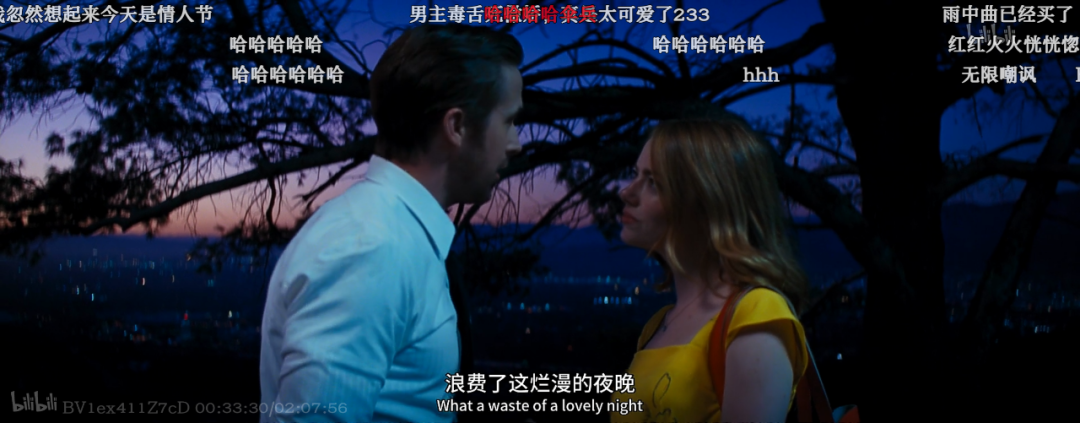 忽然想起来今天是情人节
男主毒舌
太可爱了233
雨中曲已经买了
哈哈哈哈哈
哈哈哈哈哈哈
红红火火恍恍惚
哈哈哈哈哈哈
hhh
无限嘲讽
浪费了这烂漫的夜晚
What a waste of a lovely night
bilibili BV1ex411Z7cD 00:33:30/02:07:56